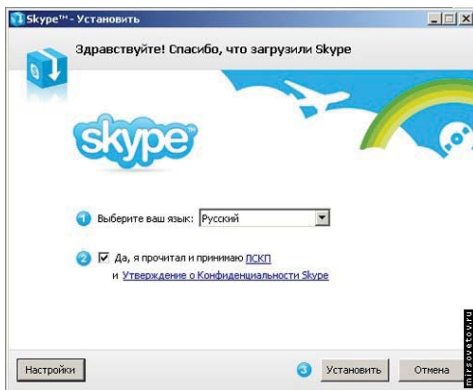 Skype™ - Установить
Здравствуйте! Спасибо, что загрузили Skype
skype™
1 Выберите ваш язык: Русский
2 Да, я прочитал и принимаю ЛСКП
и Утверждение о Конфиденциальности Skype
Настройки
3 Установить
Отмена
mirsovetov.ru